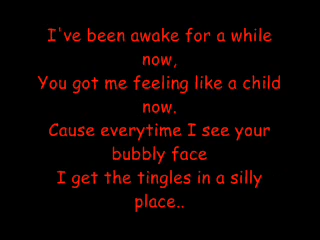 I've been awake for a while
now,
You got me feeling like a child
now.
Cause everytime I see your
bubbly face
I get the tingles in a silly
place..